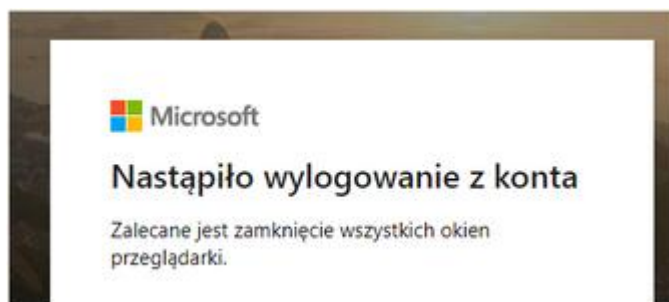 Microsoft
Nastąpiło wylogowanie z konta
Zalecane jest zamknięcie wszystkich okien
przeglądarki.